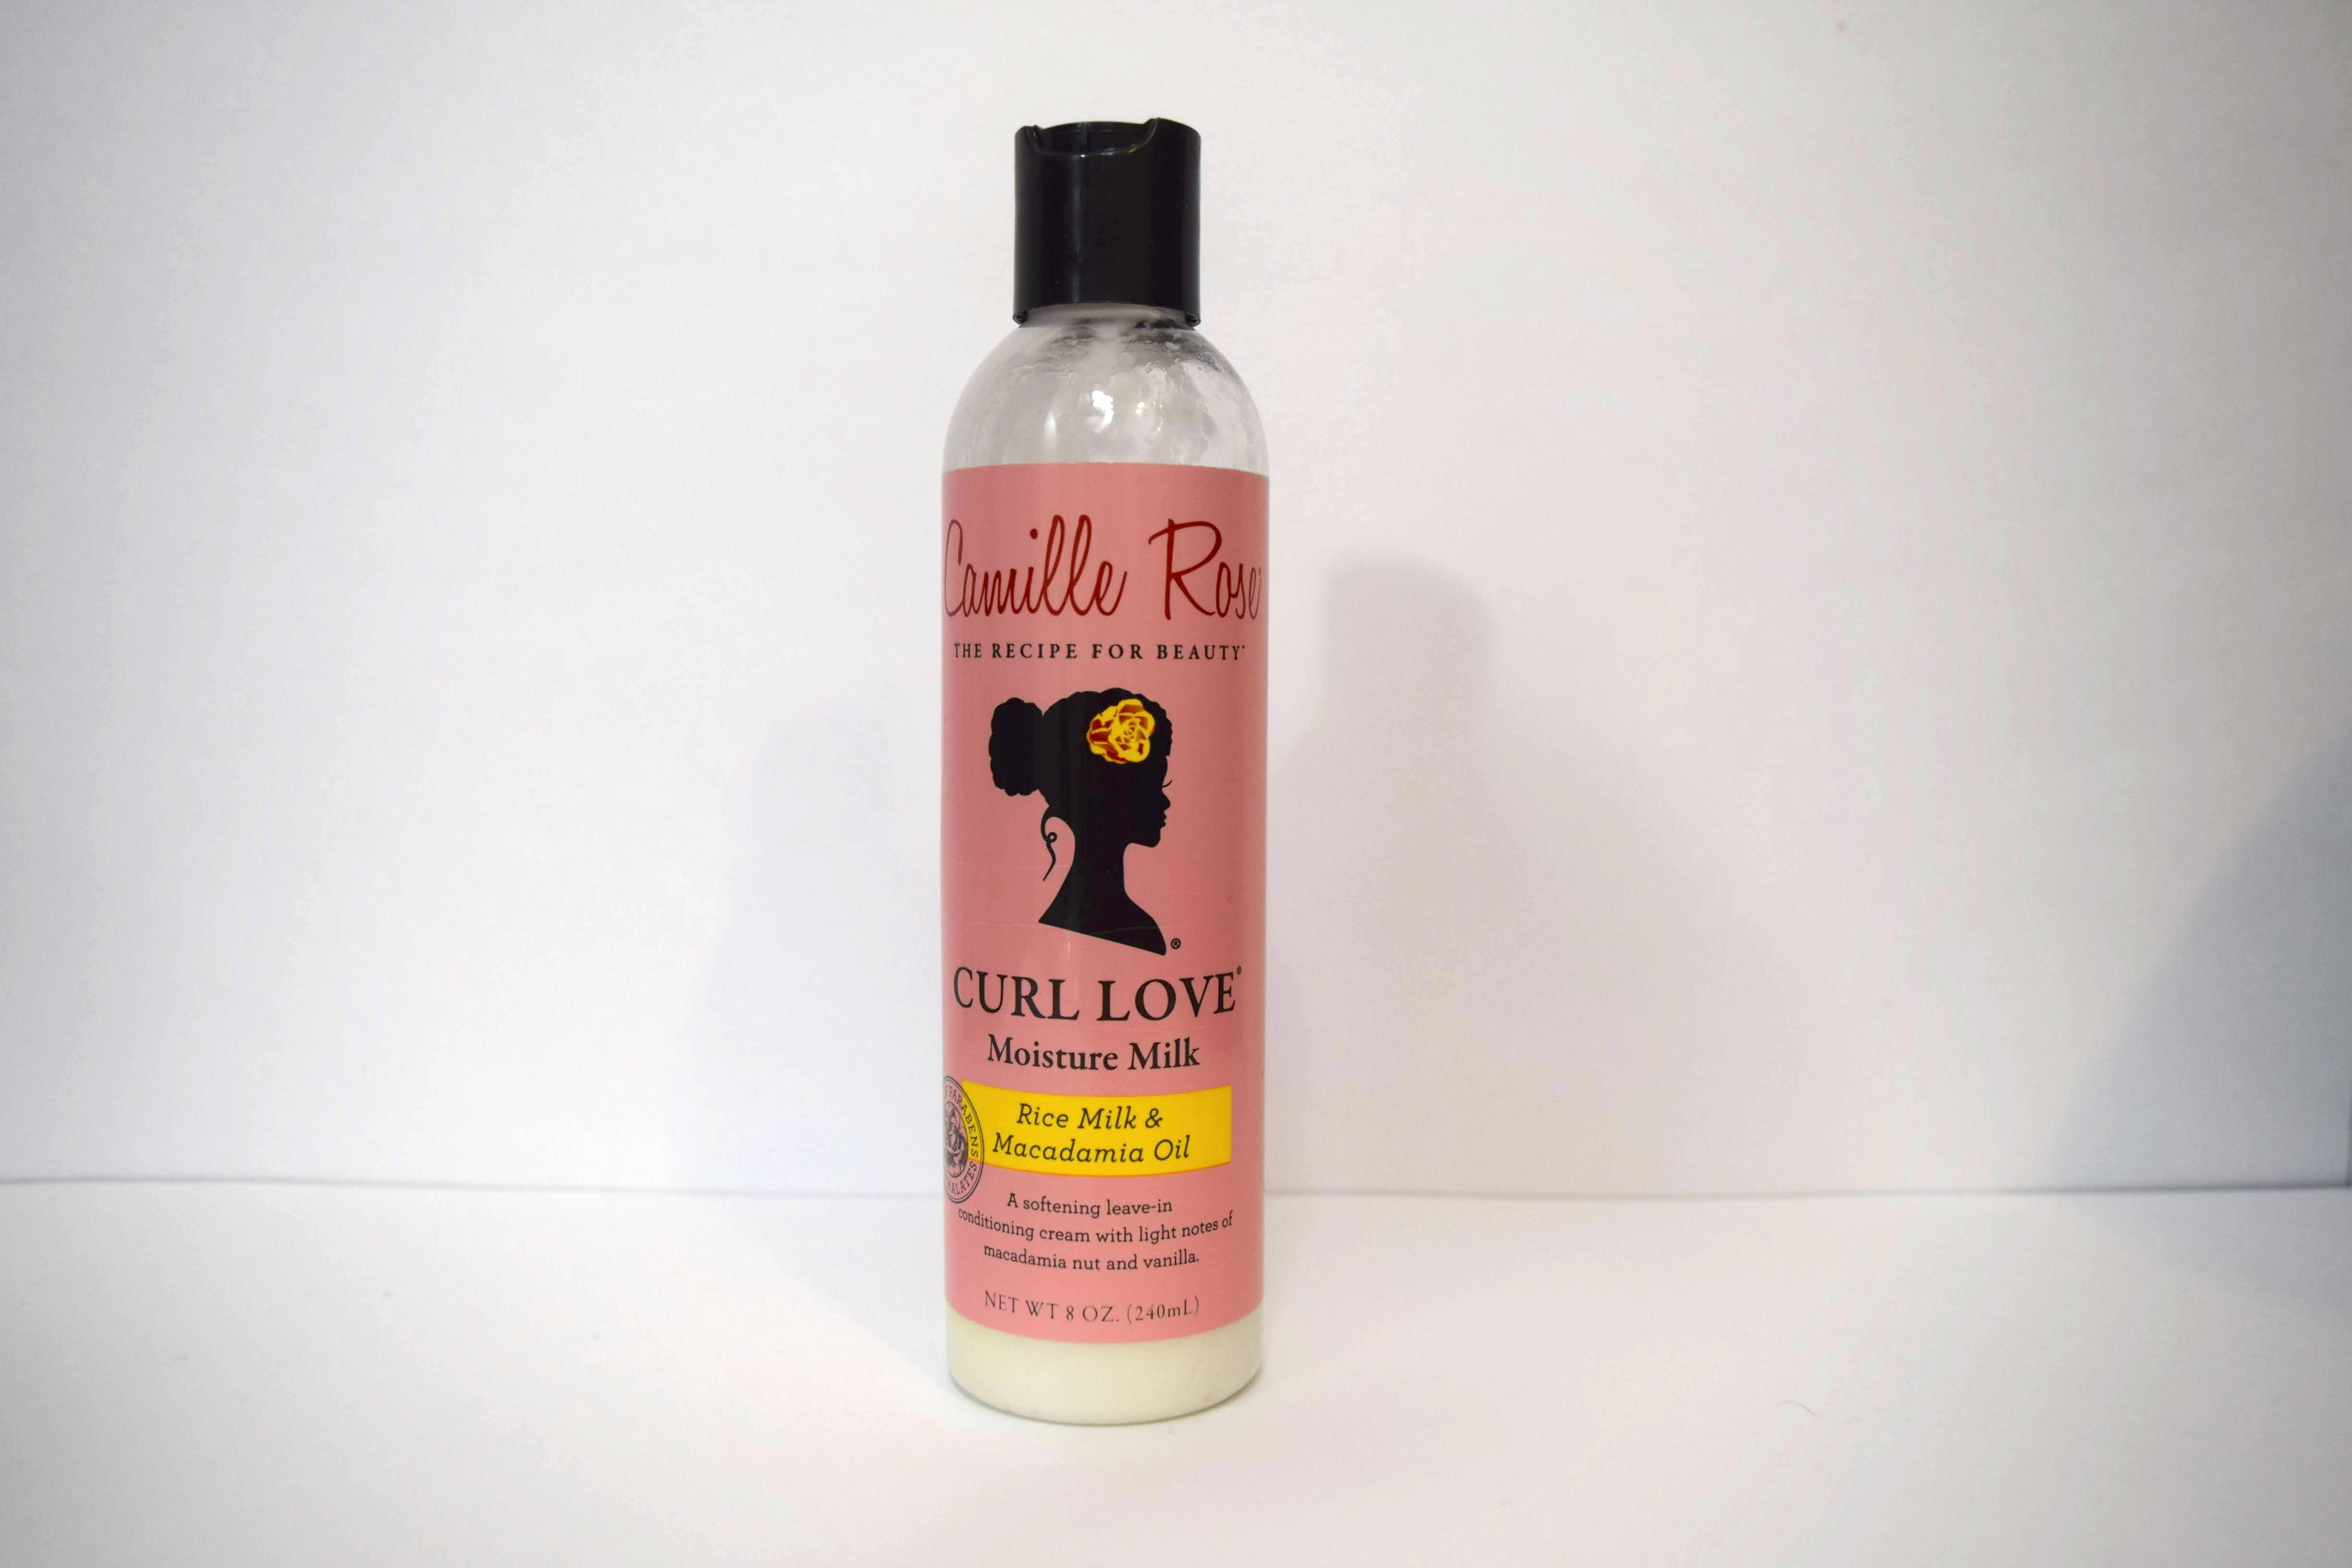 Camille Rose
THE RECIPE FOR BEAUTY
®
CURL LOVE
Moisture Milk
PARABENS
Rice Milk &
Macadamia Oil
A softening leave-in
conditioning cream with light notes of
macadamia nut and vanilla.
NET WT 8 OZ. (240mL)